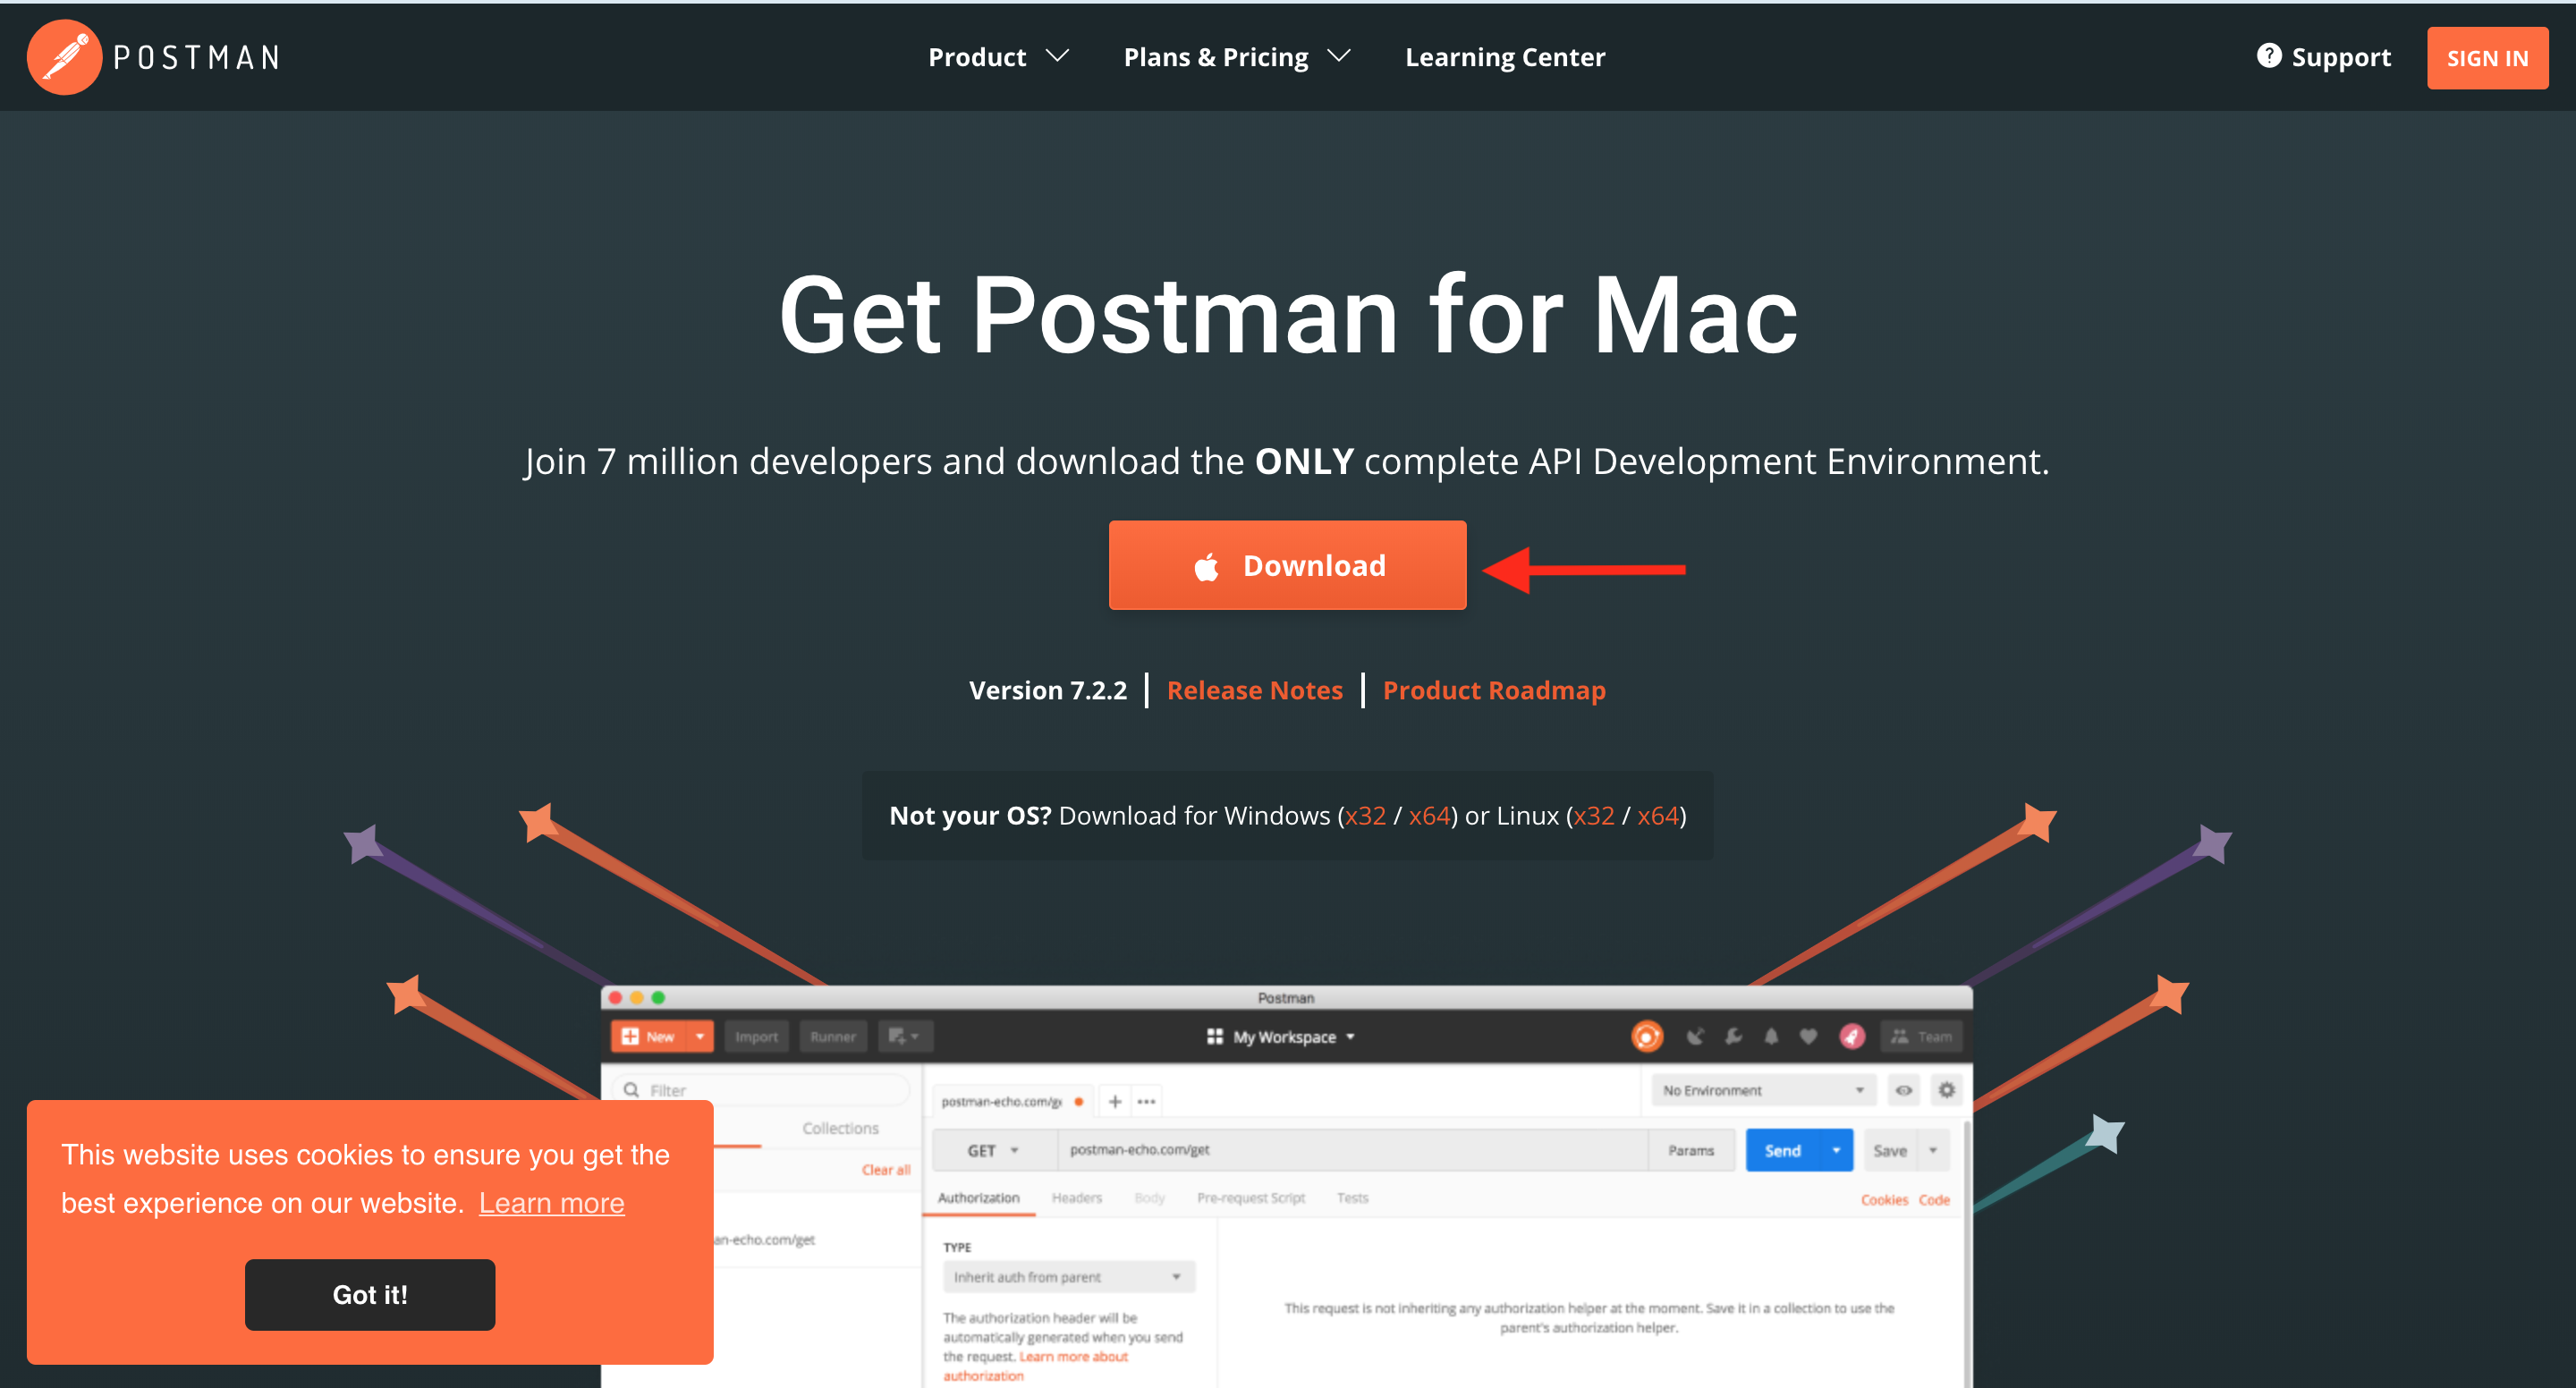 POSTMAN
Product
Plans & Pricing
Learning Center
Support
SIGN IN
Get Postman for Mac
Join 7 million developers and download the ONLY complete API Development Environment.
Download
Version 7.2.2
Release Notes
Product Roadmap
Not your OS? Download for Windows (x32 / x64) or Linux (x32 / x64)
Postman
New
Import
Runner
My Workspace
Team
Filter
postman-echo.com/ge
No Environment
Collections
GET
postman-echo.com/get
Params
Send
Save
Clear all
Authorization
Headers
Body
Pre-request Script
Tests
Cookies
Code
an-echo.com/get
TYPE
Inherit auth from parent
The authorization header will be
automatically generated when you send
the request. Learn more about
authorization
This request is not inheriting any authorization helper at the moment. Save it in a collection to use the
parent's authorization helper.
This website uses cookies to ensure you get the
best experience on our website. Learn more
Got it!